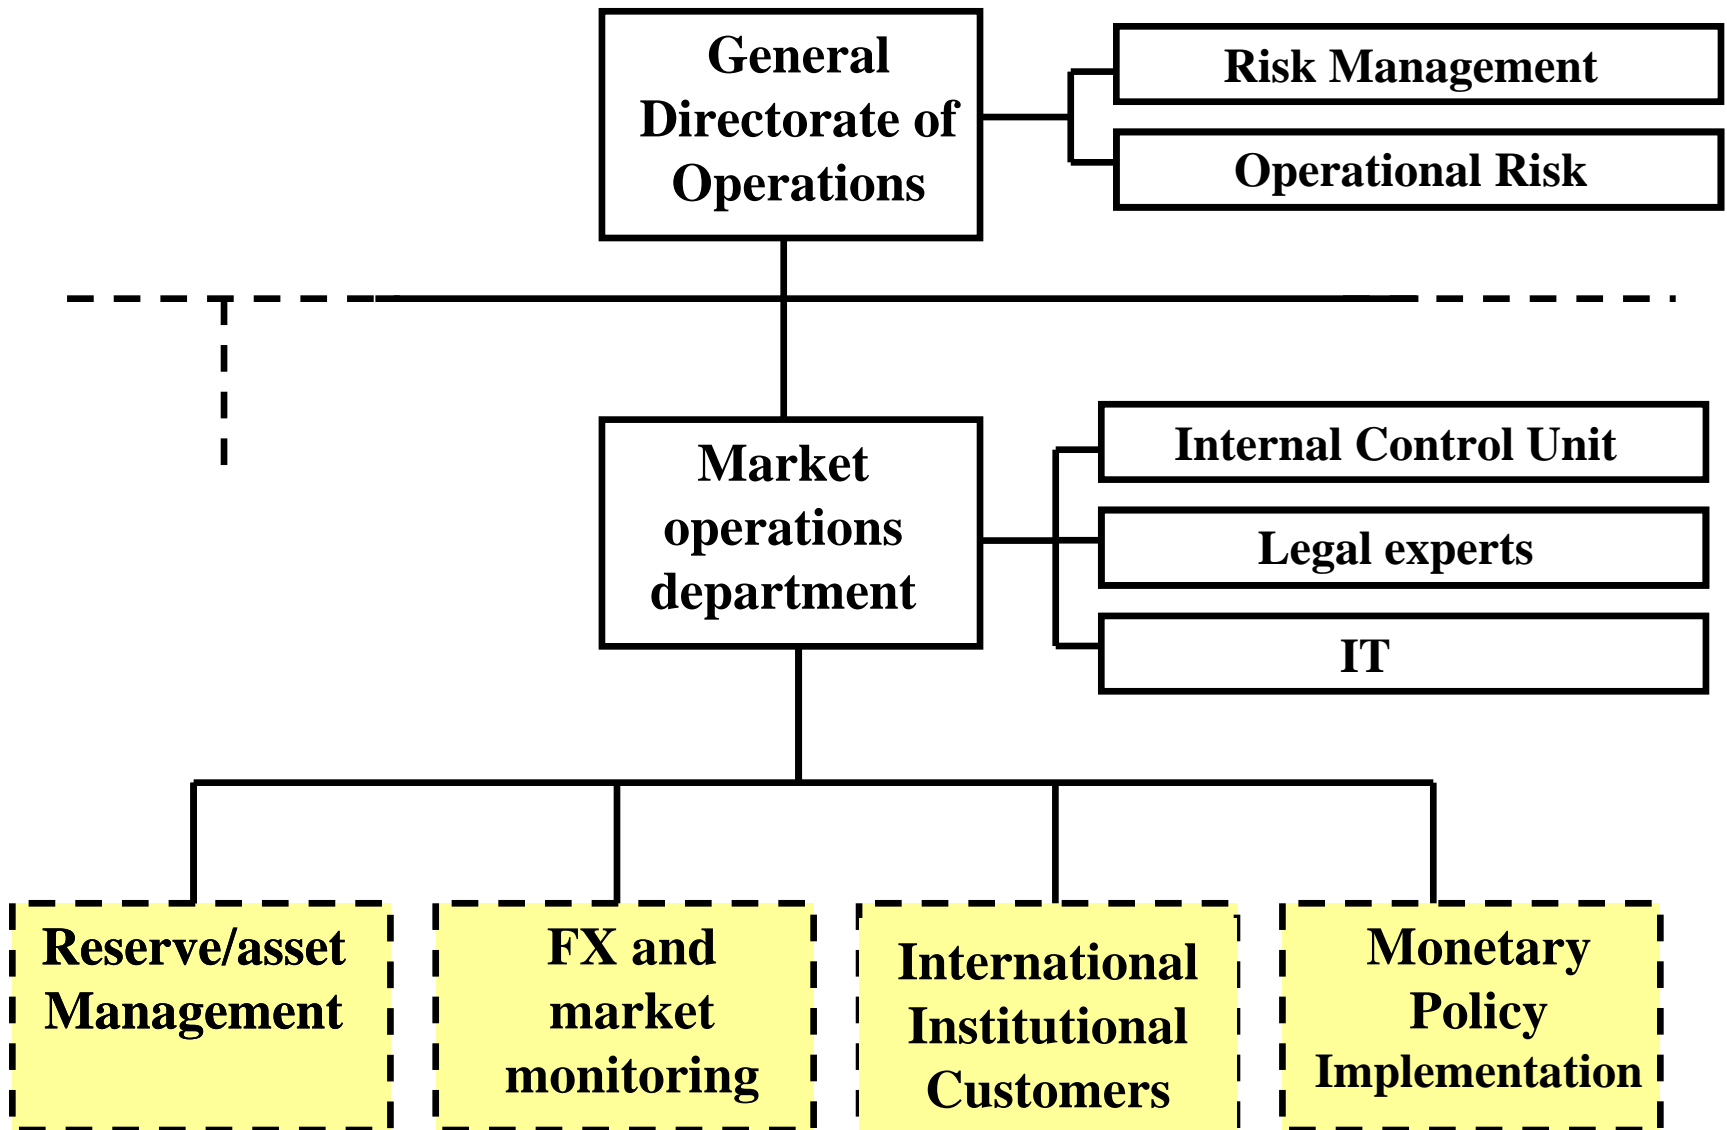 General
Directorate of
Operations
Risk Management
Operational Risk
Market
operations
department
Internal Control Unit
Legal experts
IT
Reserve/asset
Management
FX and
market
monitoring
International
Institutional
Customers
Monetary
Policy
Implementation